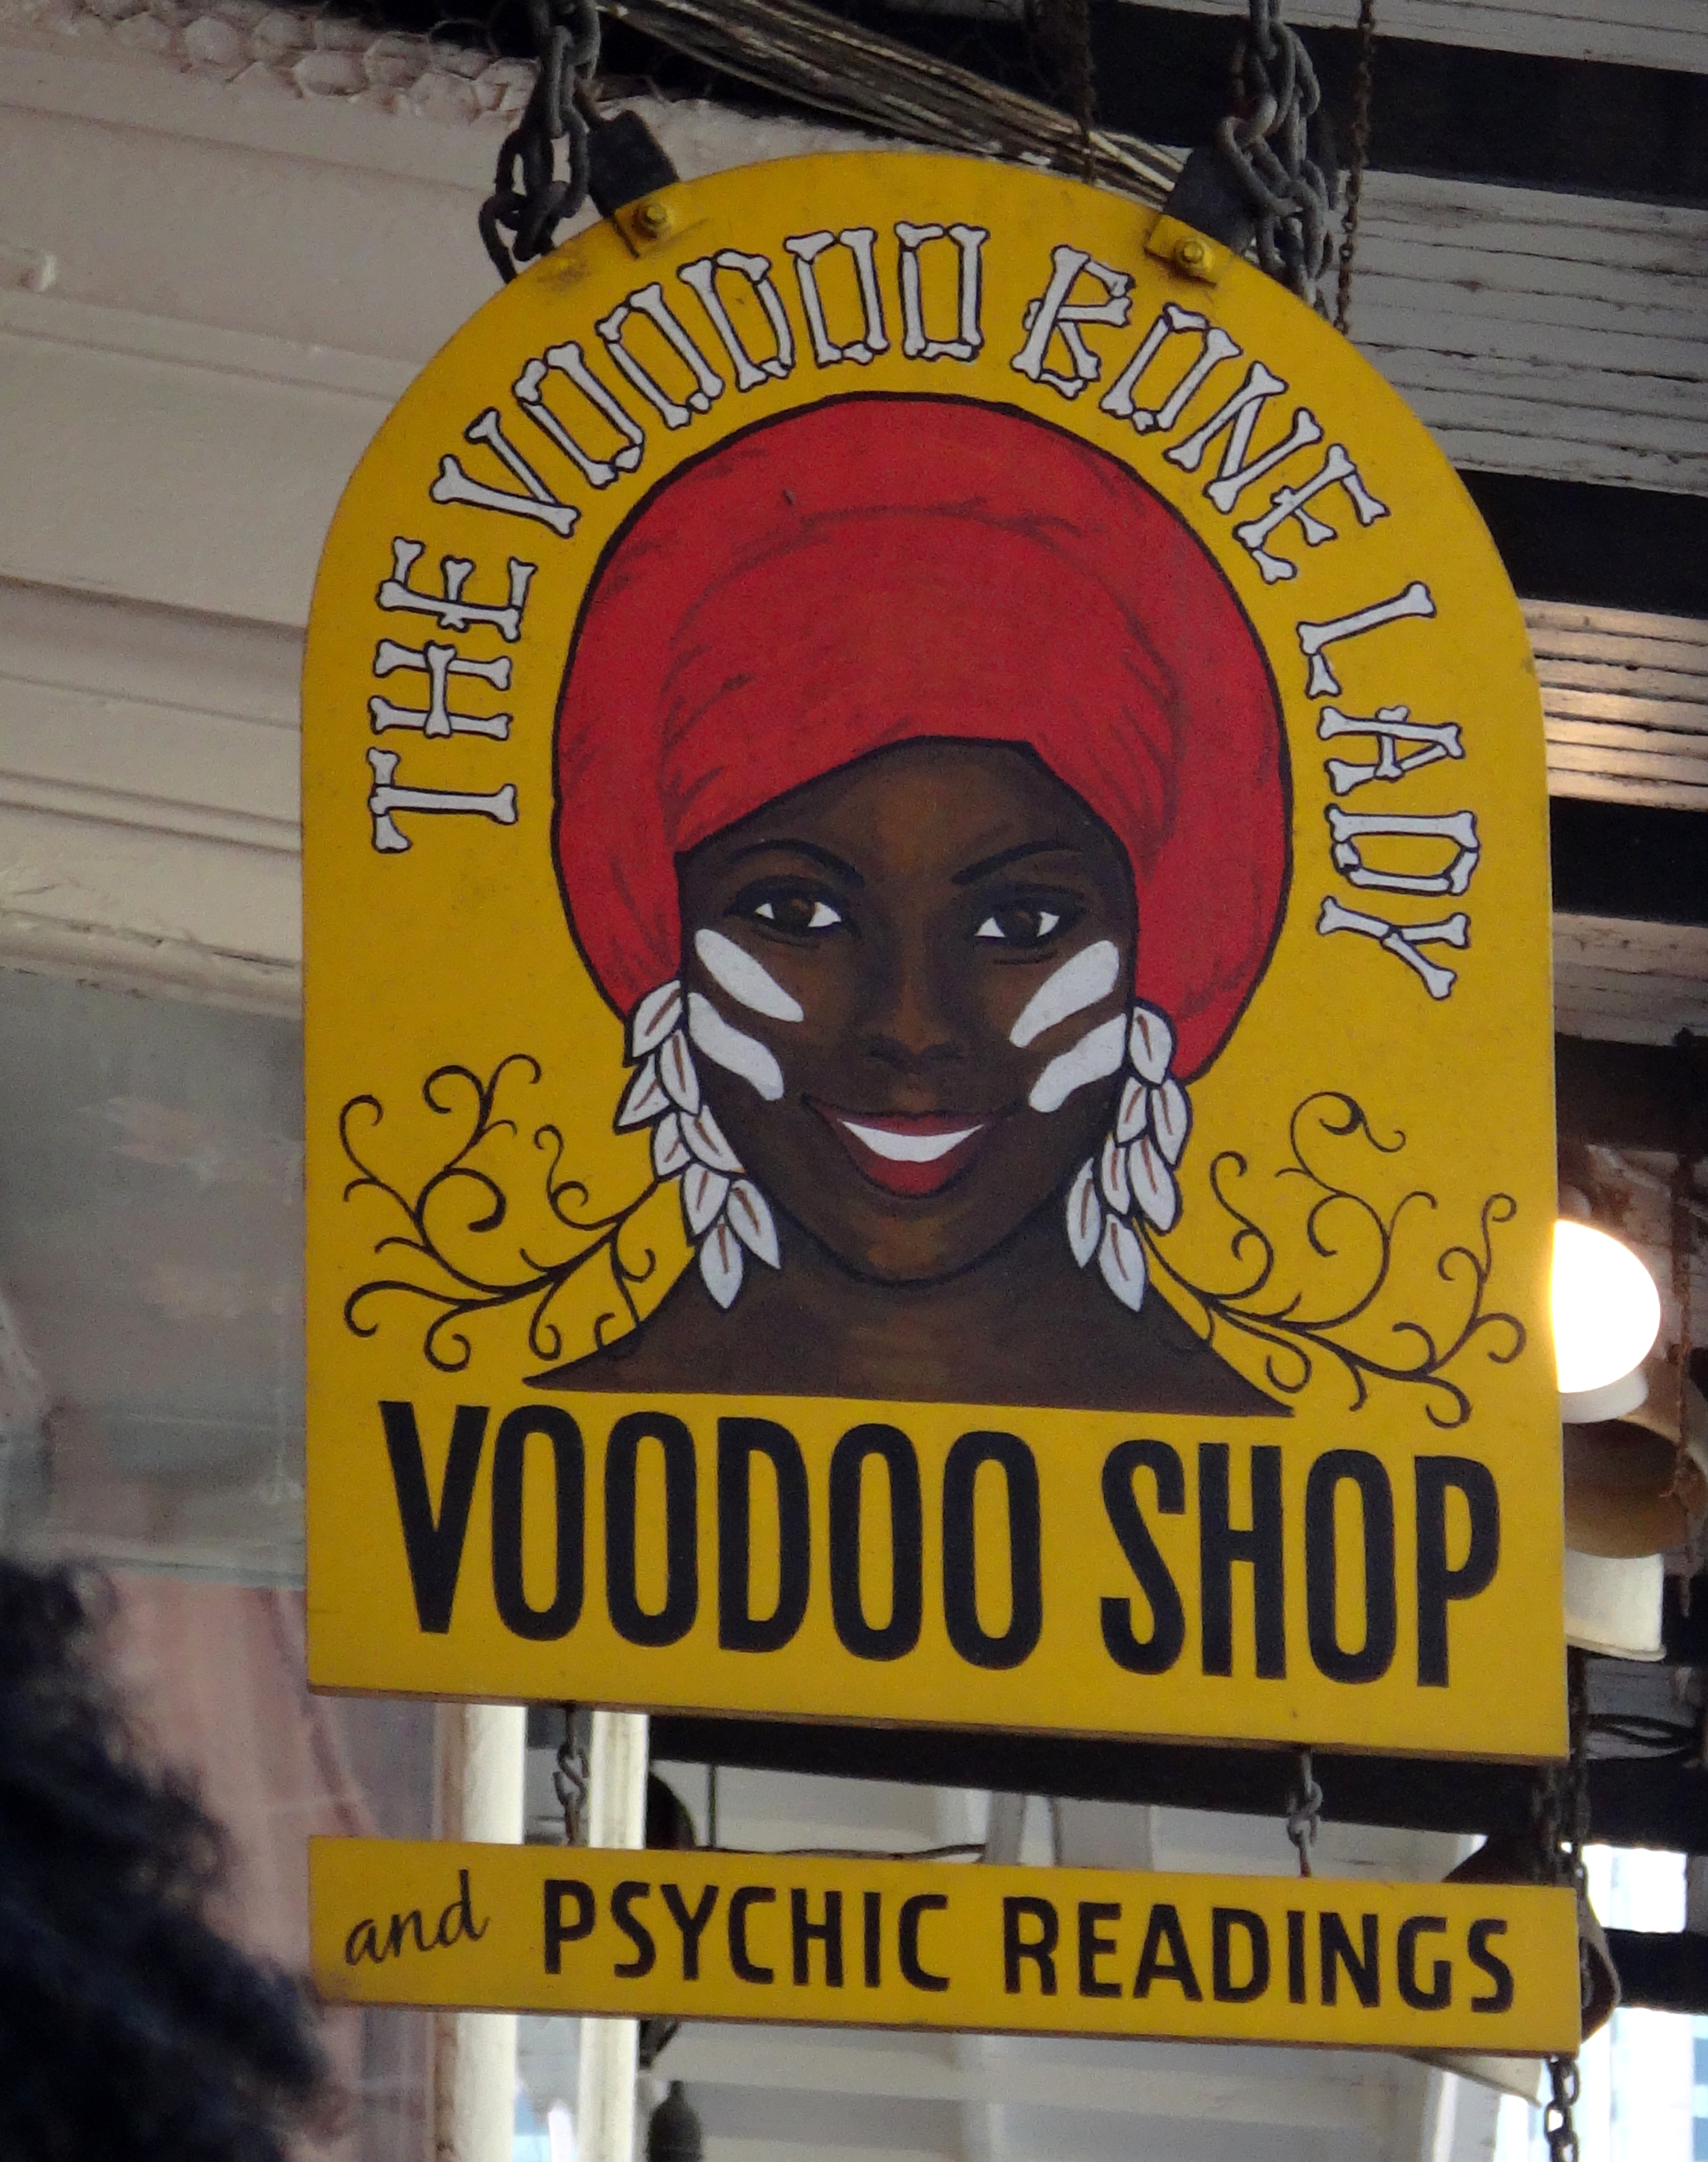 THE VOODOO BONE LADY
VOODOO SHOP
and PSYCHIC READINGS